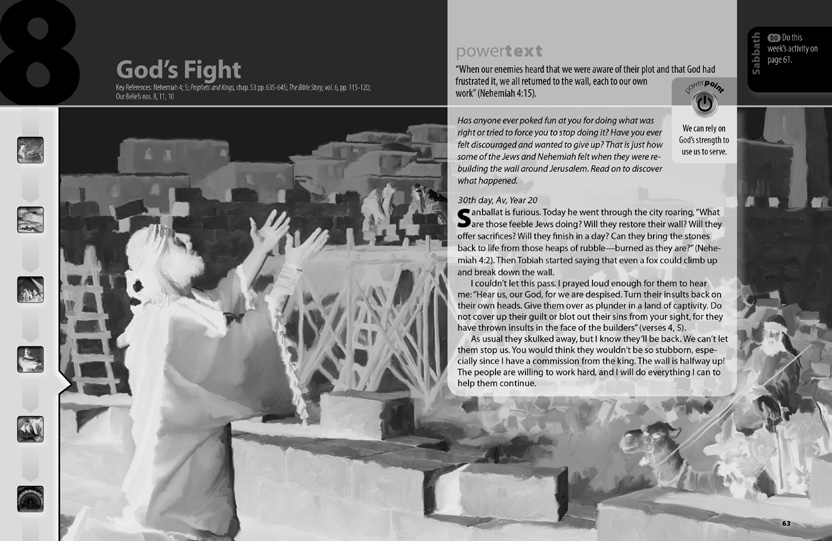 8
God's Fight
Key References: Nehemiah 4; 5; Prophets and Kings, chap. 53 pp. 635-645; The Bible Story, vol. 6, pp. 115-120;
Our Beliefs nos. 8, 11, 10
powertext
"When our enemies heard that we were aware of their plot and that God had
frustrated it, we all returned to the wall, each to our own
work" (Nehemiah 4:15).
powerpoint
We can rely on
God's strength to
use us to serve.
Sabbath
DO Do this
week's activity on
page 61.
Has anyone ever poked fun at you for doing what was
right or tried to force you to stop doing it? Have you ever
felt discouraged and wanted to give up? That is just how
some of the Jews and Nehemiah felt when they were re-
building the wall around Jerusalem. Read on to discover
what happened.
30th day, Av, Year 20
Sanballat is furious. Today he went through the city roaring, "What
are those feeble Jews doing? Will they restore their wall? Will they
offer sacrifices? Will they finish in a day? Can they bring the stones
back to life from those heaps of rubble—burned as they are?" (Nehe-
miah 4:2). Then Tobiah started saying that even a fox could climb up
and break down the wall.
I couldn't let this pass. I prayed loud enough for them to hear
me: "Hear us, our God, for we are despised. Turn their insults back on
their own heads. Give them over as plunder in a land of captivity. Do
not cover up their guilt or blot out their sins from your sight, for they
have thrown insults in the face of the builders" (verses 4, 5).
As usual they skulked away, but I know they'll be back. We can't let
them stop us. You would think they wouldn't be so stubborn, espe-
cially since I have a commission from the king. The wall is halfway up!
The people are willing to work hard, and I will do everything I can to
help them continue.
63